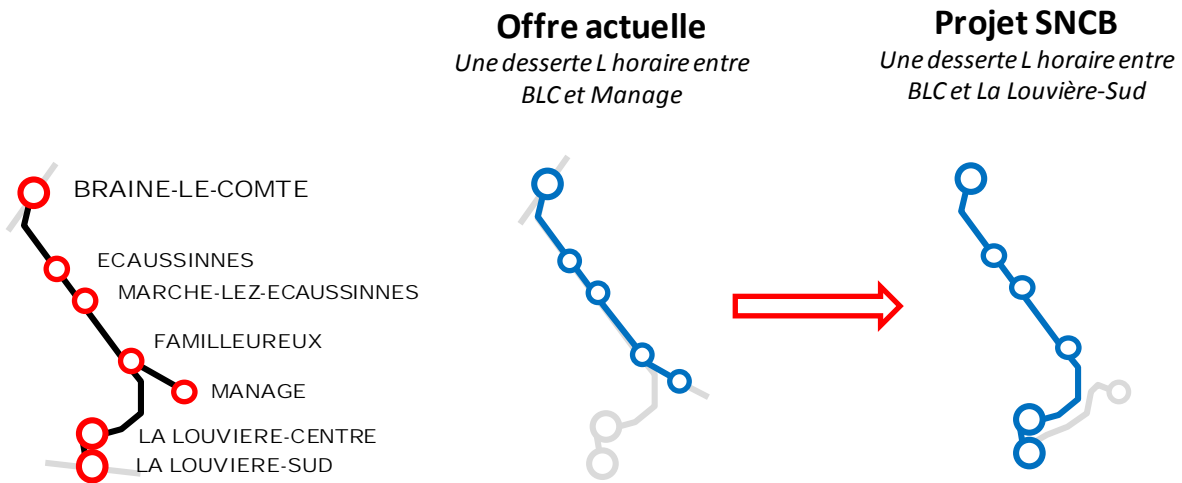 Offre actuelle
Une desserte L horaire entre
BLC et Manage
Projet SNCB
Une desserte L horaire entre
BLC et La Louvière-Sud
BRAINE-LE-COMTE
ECAUSSINNES
MARCHE-LEZ-ECAUSSINNES
FAMILLEUREUX
MANAGE
LA LOUVIERE-CENTRE
LA LOUVIERE-SUD